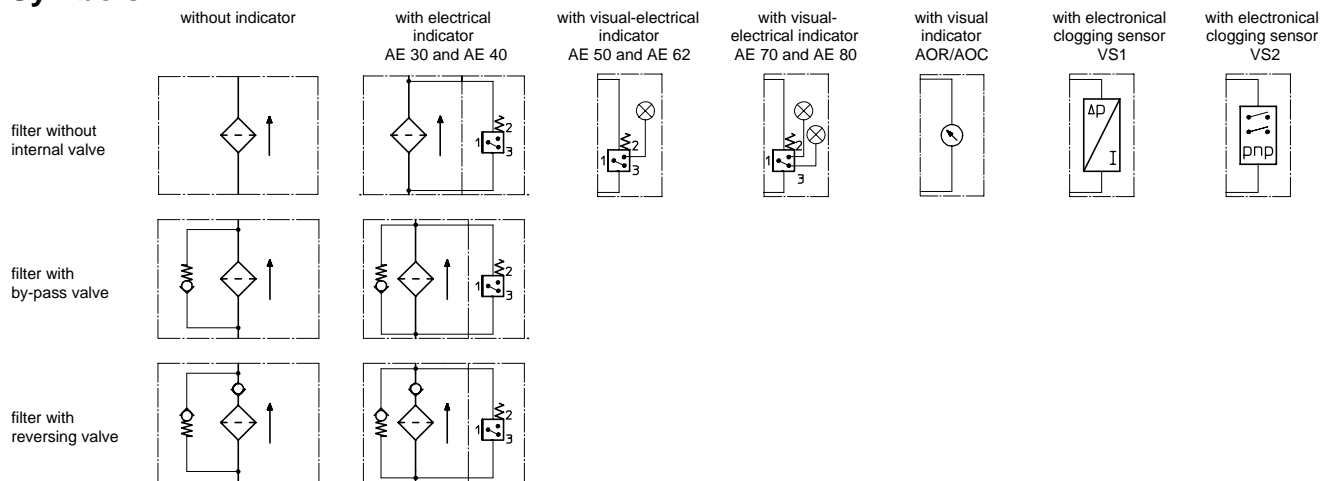 without indicator
with electrical
indicator
AE 30 and AE 40
with visual-electrical
indicator
AE 50 and AE 62
with visual-
electrical indicator
AE 70 and AE 80
with visual
indicator
AOR/AOC
with electronical
clogging sensor
VS1
with electronical
clogging sensor
VS2
filter without
internal valve
1 2 3
1 2 3
1 2 3
Δp
I
pnp
filter with
by-pass valve
1 2 3
filter with
reversing valve
1 2 3